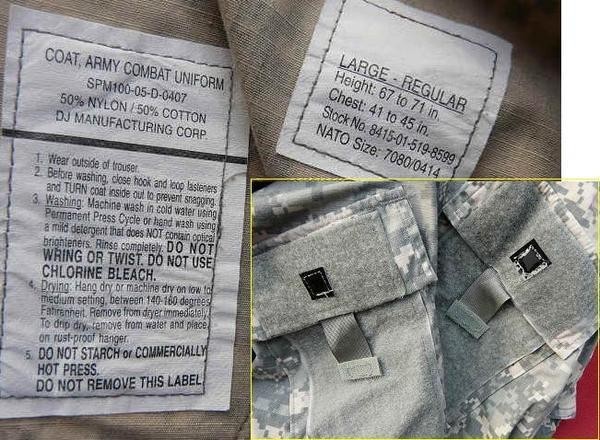 COAT, ARMY COMBAT UNIFORM
SPM100-05-D-0407
50% NYLON / 50% COTTON
DJ MANUFACTURING CORP.
1. Wear outside of trouser.
2. Before washing, close hook and loop fasteners
and TURN coat inside out to prevent snagging.
3. Washing: Machine wash in cold water using
Permanent Press Cycle or hand wash using
a mild detergent that does NOT contain optical
brighteners. Rinse completely. DO NOT
WRING OR TWIST. DO NOT USE
CHLORINE BLEACH.
4. Drying: Hang dry or machine dry on low to
medium setting, between 140-160 degrees
Fahrenheit. Remove from dryer immediately.
To drip dry, remove from water and place
on rust-proof hanger.
5. DO NOT STARCH or COMMERCIALLY
HOT PRESS.
DO NOT REMOVE THIS LABEL
LARGE - REGULAR
Height: 67 to 71 in.
Chest: 41 to 45 in.
Stock No. 8415-01-519-8599
NATO Size: 7080/0414